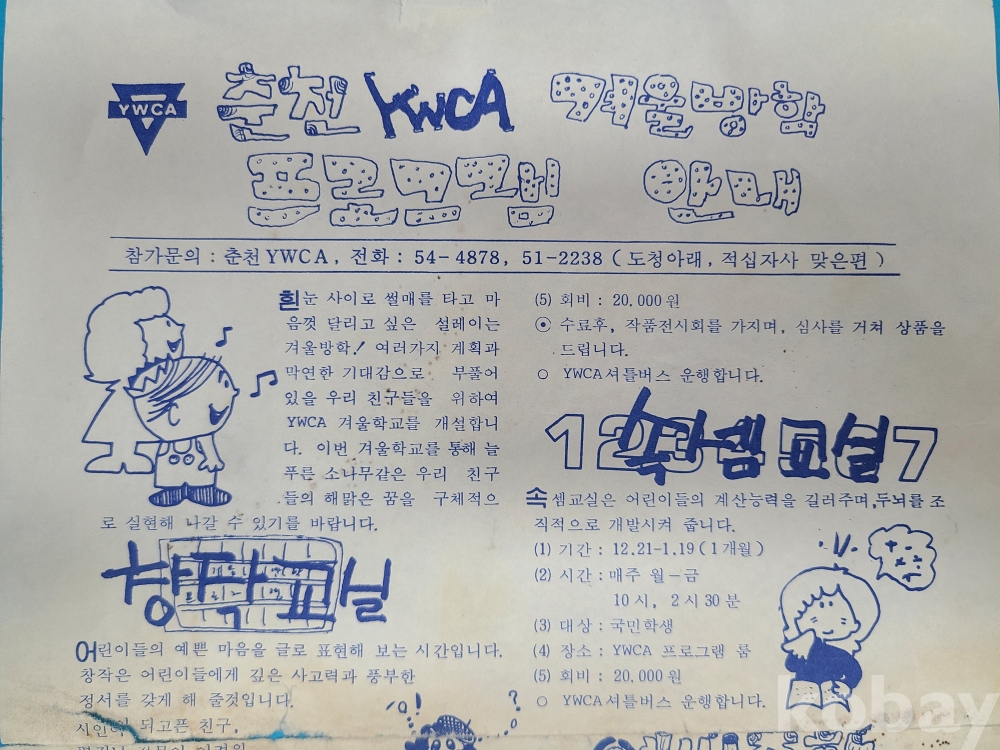 YWCA
춘천 YWCA 겨울방학
프로그램 안내
참가문의 : 춘천 YWCA, 전화 : 54-4878, 51-2238 ( 도청아래, 적십자사 맞은편 )
흰눈 사이로 썰매를 타고 마
음껏 달리고 싶은 설레이는
겨울방학! 여러가지 계획과
막연한 기대감으로 부풀어
있을 우리 친구들을 위하여
YWCA 겨울학교를 개설합니
다. 이번 겨울학교를 통해 늘
푸른 소나무같은 우리 친구
들의 해맑은 꿈을 구체적으
로 실현해 나갈 수 있기를 바랍니다.
창작교실
어린이들의 예쁜 마음을 글로 표현해 보는 시간입니다.
창작은 어린이들에게 깊은 사고력과 풍부한
정서를 갖게 해 줄것입니다.
시인이 되고픈 친구,
(5) 회비 : 20,000원
⊙ 수료후, 작품전시회를 가지며, 심사를 거쳐 상품을
드립니다.
○ YWCA셔틀버스 운행합니다.
속셈교실
속셈교실은 어린이들의 계산능력을 길러주며,두뇌를 조
직적으로 개발시켜 줍니다.
(1) 기간 : 12.21-1.19 ( 1개월 )
(2) 시간 : 매주 월-금
10시, 2시 30분
(3) 대상 : 국민학생
(4) 장소 : YWCA 프로그램 룸
(5) 회비 : 20,000원
○ YWCA셔틀버스 운행합니다.
kobay